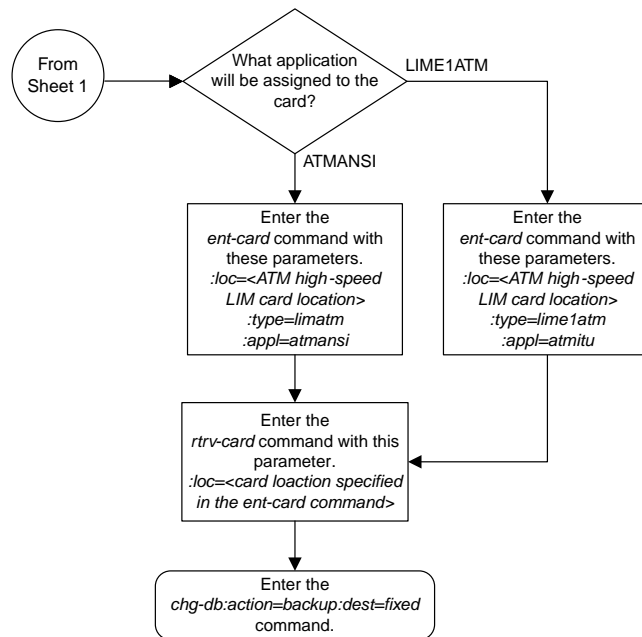 From
Sheet 1
What application
will be assigned to the
card?
LIME1ATM
ATMANSI
Enter the
ent-card command with
these parameters.
:loc=<ATM high-speed
LIM card location>
:type=limatm
:appl=atmansi
Enter the
ent-card command with
these parameters.
:loc=<ATM high-speed
LIM card location>
:type=lime1atm
:appl=atmitu
Enter the
rtrv-card command with this
parameter.
:loc=<card loaction specified
in the ent-card command>
Enter the
chg-db:action=backup:dest=fixed
command.